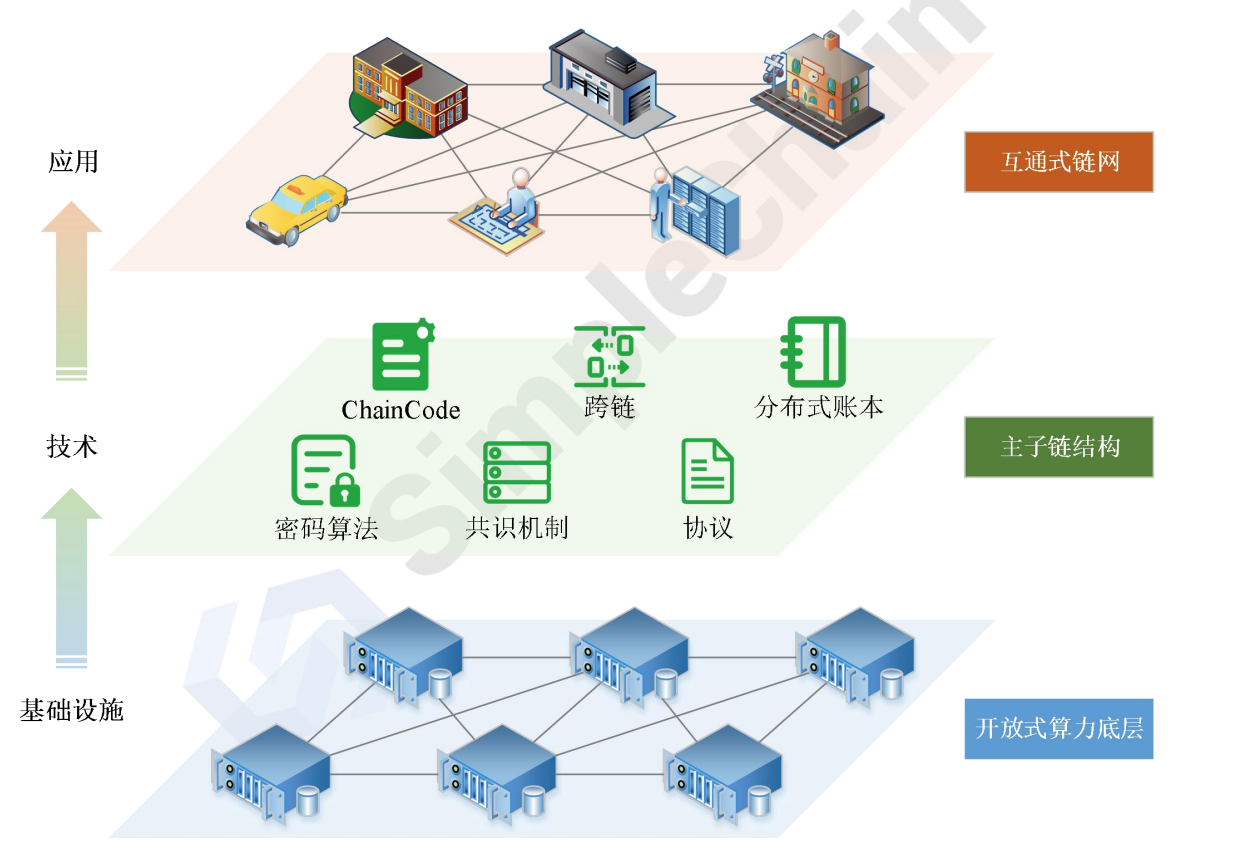 应用
互通式链网
ChainCode
跨链
分布式账本
技术
主子链结构
密码算法
共识机制
协议
基础设施
开放式算力底层
SimpleChain